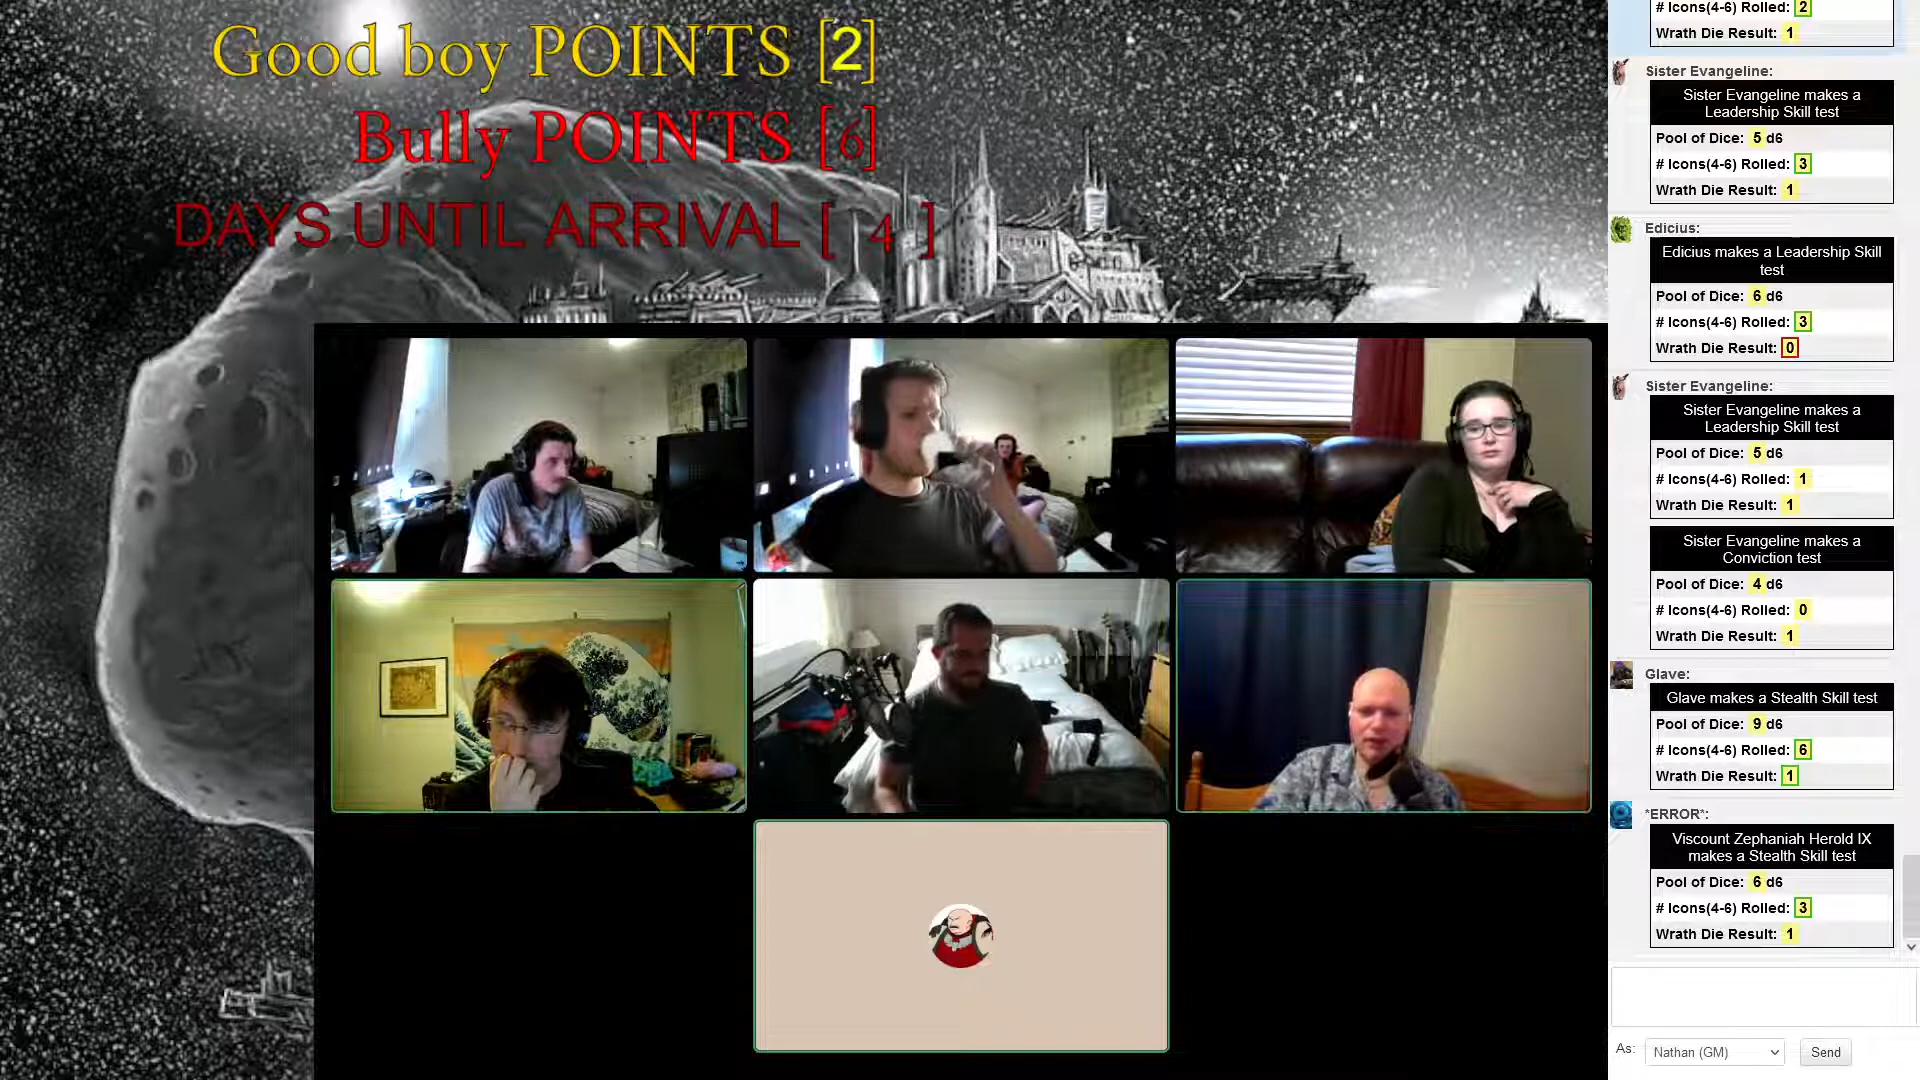 Good boy POINTS [2]
Bully POINTS [6]
DAYS UNTIL ARRIVAL [ 4 ]
# Icons(4-6) Rolled: 2
Wrath Die Result: 1
Sister Evangeline:
Sister Evangeline makes a
Leadership Skill test
Pool of Dice: 5 d6
# Icons(4-6) Rolled: 3
Wrath Die Result: 1
Edicius:
Edicius makes a Leadership Skill
test
Pool of Dice: 6 d6
# Icons(4-6) Rolled: 3
Wrath Die Result: 0
Sister Evangeline:
Sister Evangeline makes a
Leadership Skill test
Pool of Dice: 5 d6
# Icons(4-6) Rolled: 1
Wrath Die Result: 1
Sister Evangeline makes a
Conviction test
Pool of Dice: 4 d6
# Icons(4-6) Rolled: 0
Wrath Die Result: 1
Glave:
Glave makes a Stealth Skill test
Pool of Dice: 9 d6
# Icons(4-6) Rolled: 6
Wrath Die Result: 1
*ERROR*:
Viscount Zephaniah Herold IX
makes a Stealth Skill test
Pool of Dice: 6 d6
# Icons(4-6) Rolled: 3
Wrath Die Result: 1
As: Nathan (GM) Send